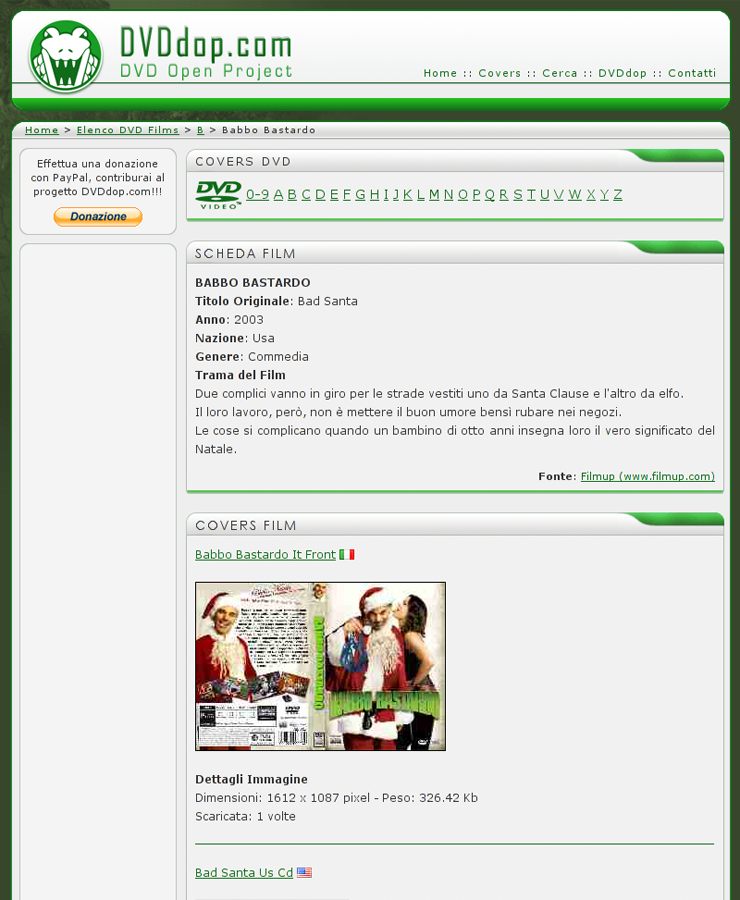 DVDdop.com
DVD Open Project
Home :: Covers :: Cerca :: DVDdop :: Contatti
Home > Elenco DVD Films > B > Babbo Bastardo
Effettua una donazione
con PayPal, contribuirai al
progetto DVDdop.com!!!
Donazione
COVERS DVD
DVD
VIDEO
0-9 A B C D E F G H I J K L M N O P Q R S T U V W X Y Z
SCHEDA FILM
BABBO BASTARDO
Titolo Originale: Bad Santa
Anno: 2003
Nazione: Usa
Genere: Commedia
Trama del Film
Due complici vanno in giro per le strade vestiti uno da Santa Clause e l'altro da elfo.
Il loro lavoro, però, non è mettere il buon umore bensì rubare nei negozi.
Le cose si complicano quando un bambino di otto anni insegna loro il vero significato del
Natale.
Fonte: Filmup (www.filmup.com)
COVERS FILM
Babbo Bastardo It Front
BABBO BASTARDO
Dettagli Immagine
Dimensioni: 1612 x 1087 pixel - Peso: 326.42 Kb
Scaricata: 1 volte
Bad Santa Us Cd